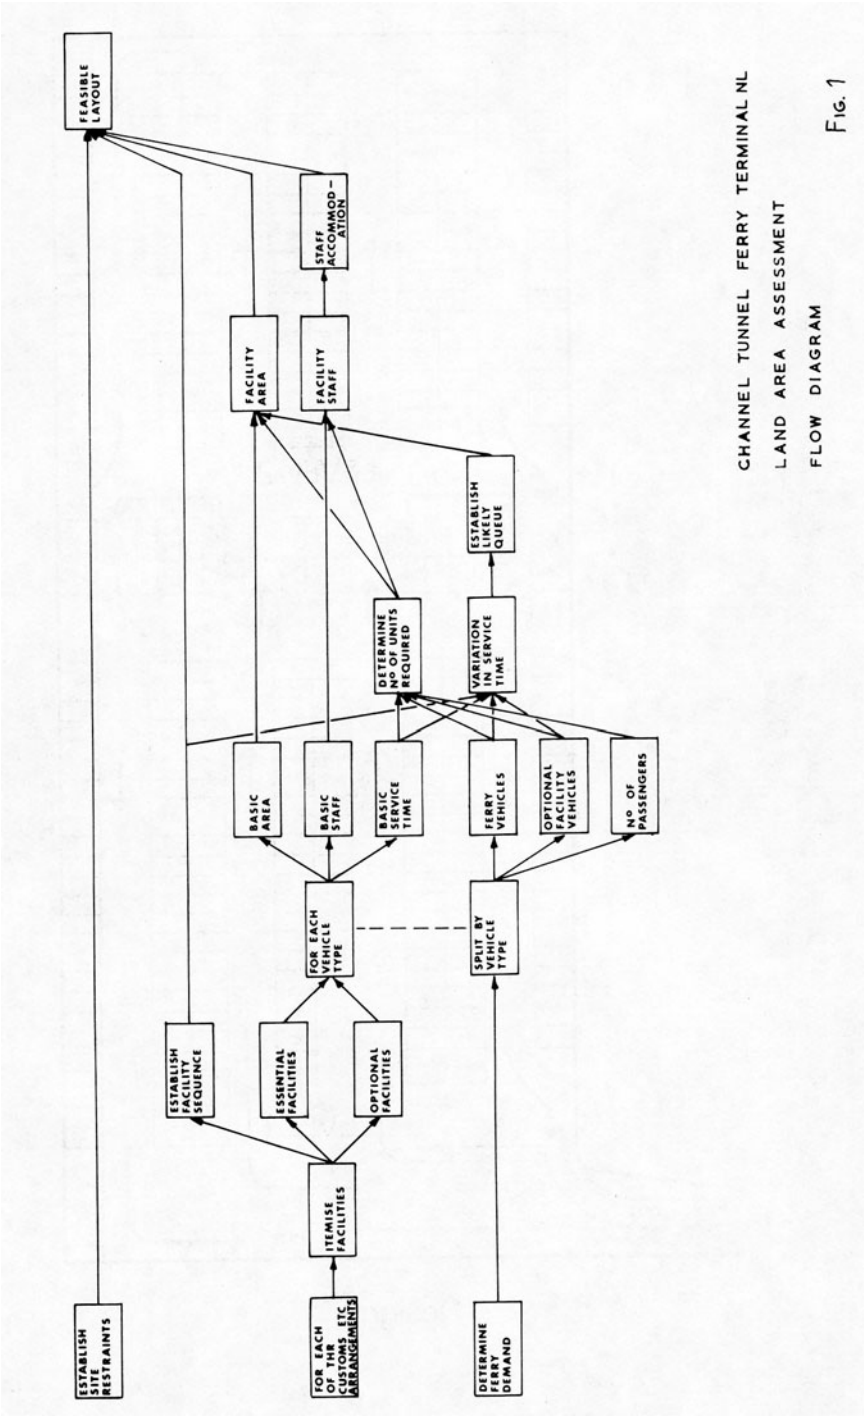 ESTABLISH
SITE
RESTRAINTS
FOR EACH
OF THR
CUSTOMS ETC
ARRANGEMENTS
DETERMINE
FERRY
DEMAND
ITEMISE
FACILITIES
ESTABLISH
FACILITY
SEQUENCE
ESSENTIAL
FACILITIES
OPTIONAL
FACILITIES
FOR EACH
VEHICLE
TYPE
SPLIT BY
VEHICLE
TYPE
BASIC
AREA
BASIC
STAFF
BASIC
SERVICE
TIME
FERRY
VEHICLES
OPTIONAL
FACILITY
VEHICLES
Nº OF
PASSENGERS
DETERMINE
Nº OF UNITS
REQUIRED
VARIATION
IN SERVICE
TIME
ESTABLISH
LIKELY
QUEUE
FACILITY
AREA
FACILITY
STAFF
STAFF
ACCOMMOD-
ATION
FEASIBLE
LAYOUT
CHANNEL TUNNEL FERRY TERMINAL NL
LAND AREA ASSESSMENT
FLOW DIAGRAM
FIG. 1